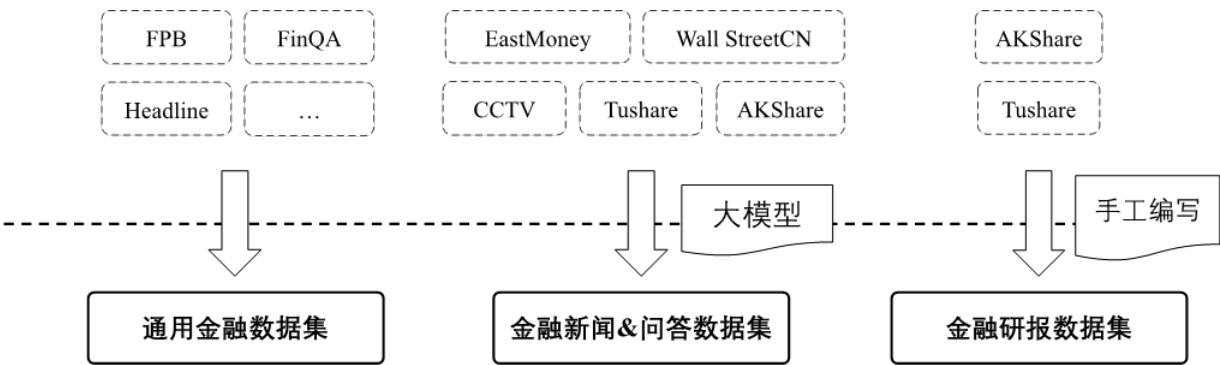 FPB FinQA EastMoney Wall StreetCN AKShare
Headline … CCTV Tushare AKShare Tushare
大模型 手工编写
通用金融数据集 金融新闻&问答数据集 金融研报数据集